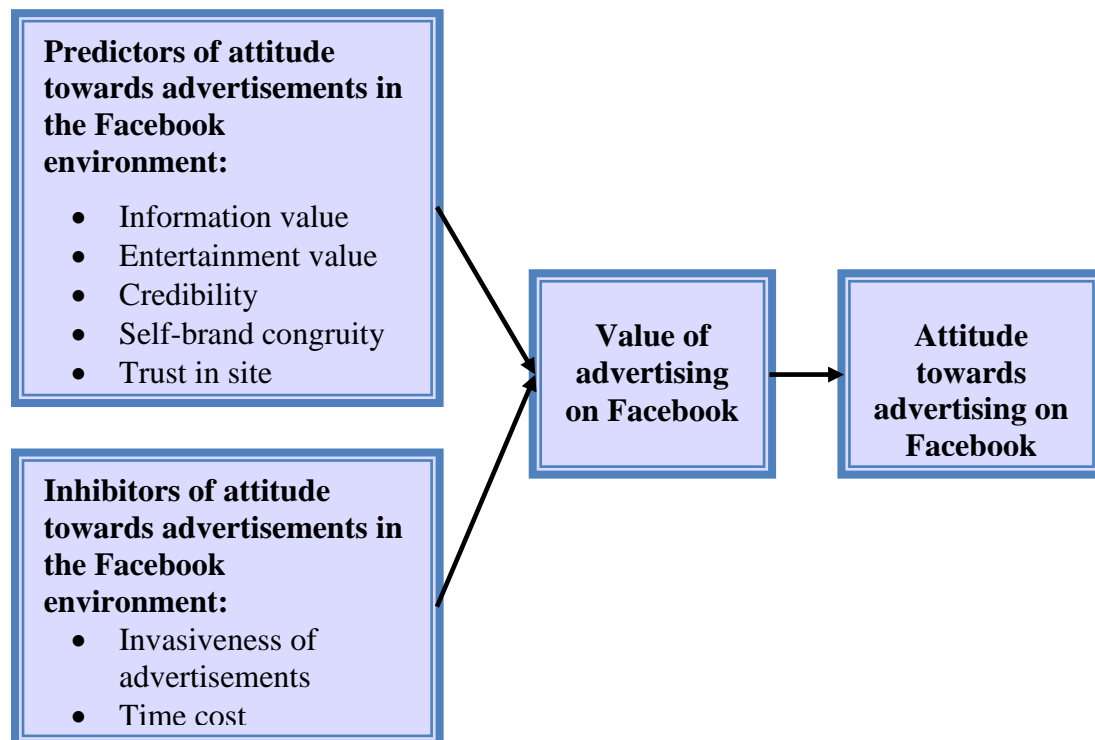 Predictors of attitude
towards advertisements in
the Facebook
environment:
• Information value
• Entertainment value
• Credibility
• Self-brand congruity
• Trust in site
Inhibitors of attitude
towards advertisements in
the Facebook
environment:
• Invasiveness of
advertisements
• Time cost
Value of
advertising
on Facebook
Attitude
towards
advertising on
Facebook